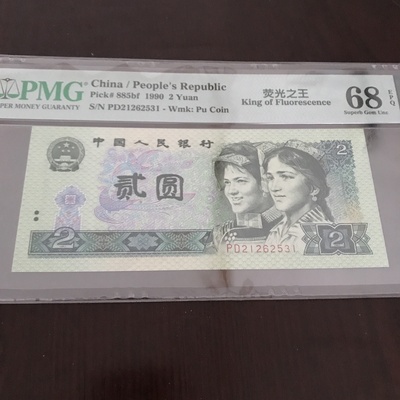 PMG
PER MONEY GUARANTY
China / People's Republic
Pick# 885bf 1990 2 Yuan
S/N PD21262531 - Wmk: Pu Coin
荧光之王
King of Fluorescence
68
EPQ
Superb Gem Unc
中国人民银行
贰圆
2
2
PD21262531
2